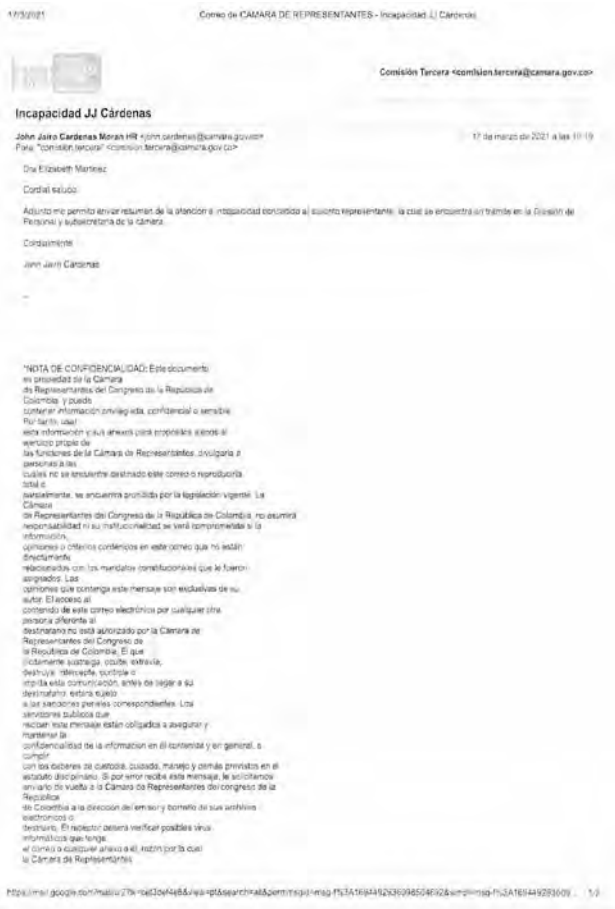 17/3/2021 Correo de CAMARA DE REPRESENTANTES - Incapacidad JJ Cárdenas
Comisión Tercera <comision.tercera@camara.gov.co>
Incapacidad JJ Cárdenas
John Jairo Cardenas Moran HR <john.cardenas@camara.gov.co> 17 de marzo de 2021 a las 10:19
Para: "comision.tercera" <comision.tercera@camara.gov.co>
Dra Elizabeth Martinez
Cordial saludo
Adjunto me permito enviar resumen de la atencion e incapacidad concedida al suscrito representante, la cual se encuentra en tramite en la División de
Personal y subsecretaria de la cámara.
Cordialmente
John Jairo Cárdenas
--
*NOTA DE CONFIDENCIALIDAD: Este documento
es propiedad de la Cámara
de Representantes del Congreso de la República de
Colombia y puede
contener información privilegiada, confidencial o sensible.
Por tanto, usar
esta información y sus anexos para propósitos ajenos al
ejercicio propio de
las funciones de la Cámara de Representantes, divulgarla a
personas a las
cuales no se encuentre destinado este correo o reproducirla
total o
parcialmente, se encuentra prohibido por la legislación vigente. La
Cámara
de Representantes del Congreso de la República de Colombia, no asumirá
responsabilidad ni su institucionalidad se verá comprometida si la
información,
opiniones o criterios contenidos en este correo que no están
directamente
relacionados con los mandatos constitucionales que le fueron
asignados. Las
opiniones que contenga este mensaje son exclusivas de su
autor. El acceso al
contenido de este correo electrónico por cualquier otra
persona diferente al
destinatario no está autorizado por la Cámara de
Representantes del Congreso de
la República de Colombia. El que
ilícitamente sustraiga, oculte, extravíe,
destruya, intercepte, controle o
impida esta comunicación, antes de llegar a su
destinatario, estará sujeto
a las sanciones penales correspondientes. Los
servidores públicos que
reciban este mensaje están obligados a asegurar y
mantener la
confidencialidad de la información en él contenida y en general, a
cumplir
con los deberes de custodia, cuidado, manejo y demás previstos en el
estatuto disciplinario. Si por error recibe este mensaje, le solicitamos
enviarlo de vuelta a la Cámara de Representantes del congreso de la
República
de Colombia a la dirección del emisor y borrarlo de sus archivos
electrónicos o
destruirlo. El receptor deberá verificar posibles virus
informáticos que tenga
el correo o cualquier anexo a él, razón por la cual
la Cámara de Representantes
1/3